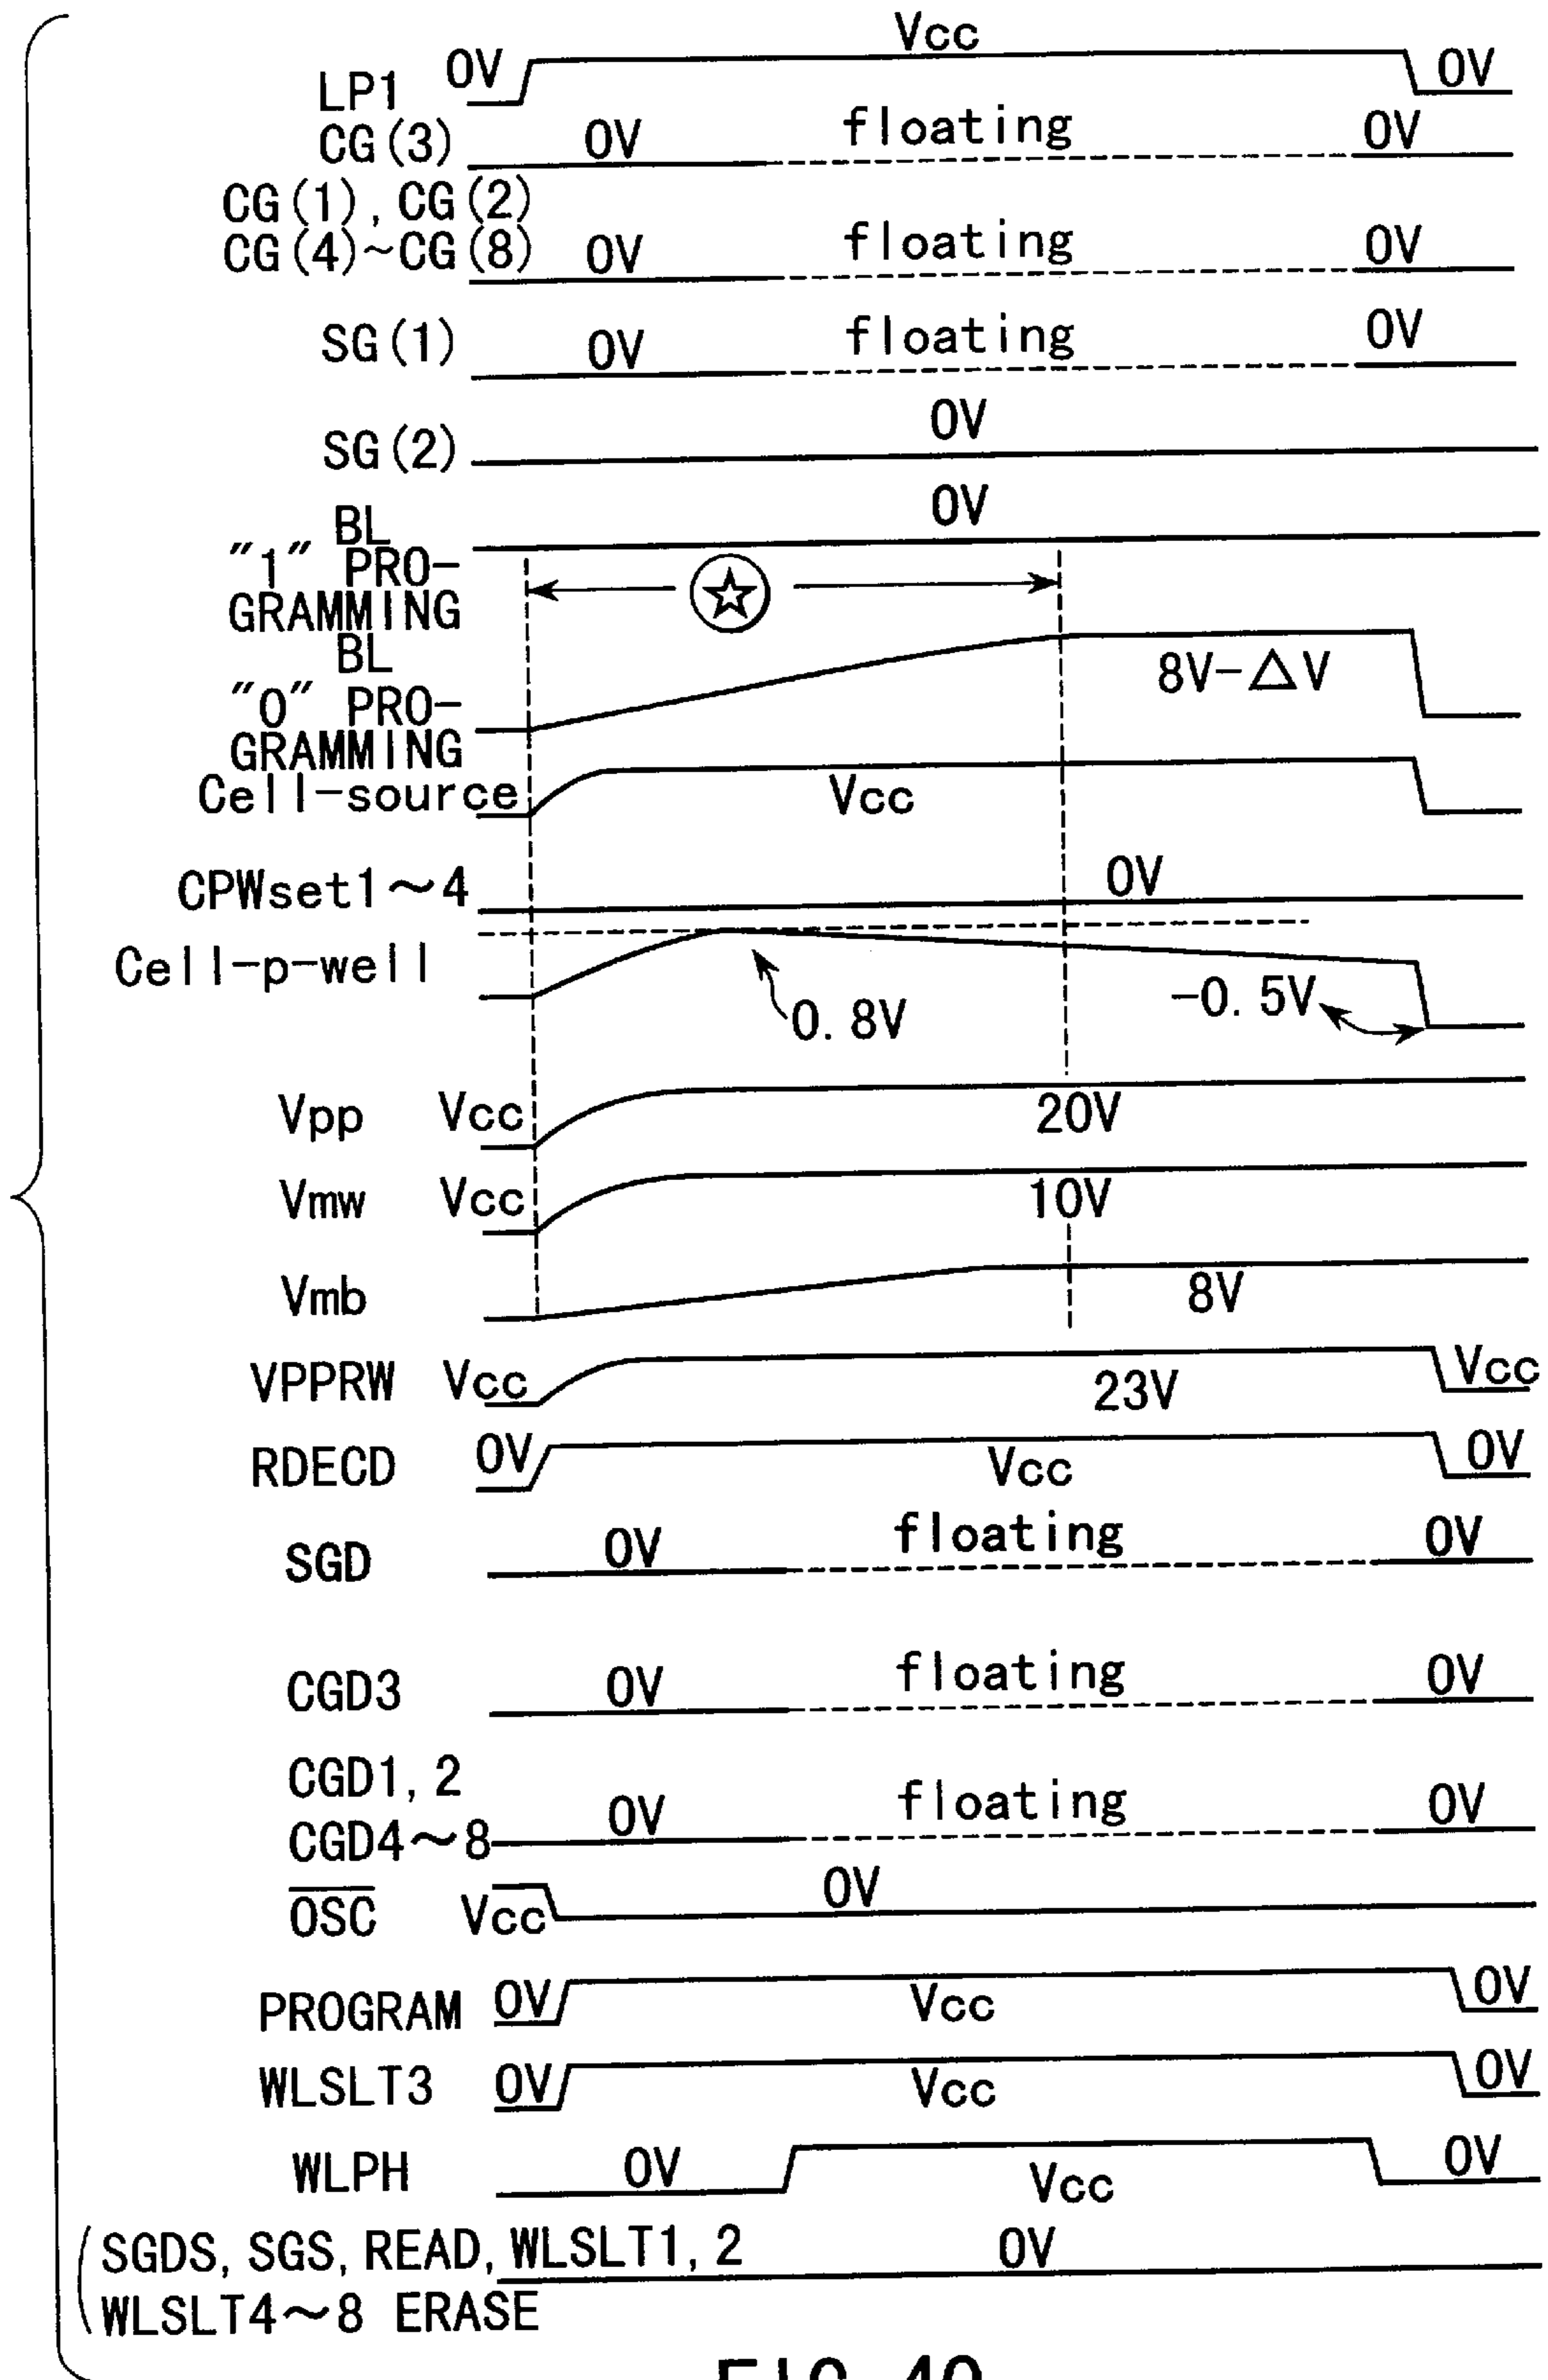 Vcc
LP1 0V 0V
CG(3) 0V floating 0V
CG(1), CG(2)
CG(4)~CG(8) 0V floating 0V
SG(1) 0V floating 0V
SG(2) 0V
BL 0V
"1" PRO-
GRAMMING
BL
"0" PRO- 8V-△V
GRAMMING
Cell-source Vcc
CPWset1~4 0V
Cell-p-well 0.8V -0.5V
Vpp Vcc 20V
Vmw Vcc 10V
Vmb 8V
VPPRW Vcc 23V Vcc
RDECD 0V Vcc 0V
SGD 0V floating 0V
CGD3 0V floating 0V
CGD1, 2
CGD4~8 0V floating 0V
OSC Vcc 0V
PROGRAM 0V Vcc 0V
WLSLT3 0V Vcc 0V
WLPH 0V Vcc 0V
(SGDS, SGS, READ, WLSLT1, 2 0V
WLSLT4~8 ERASE